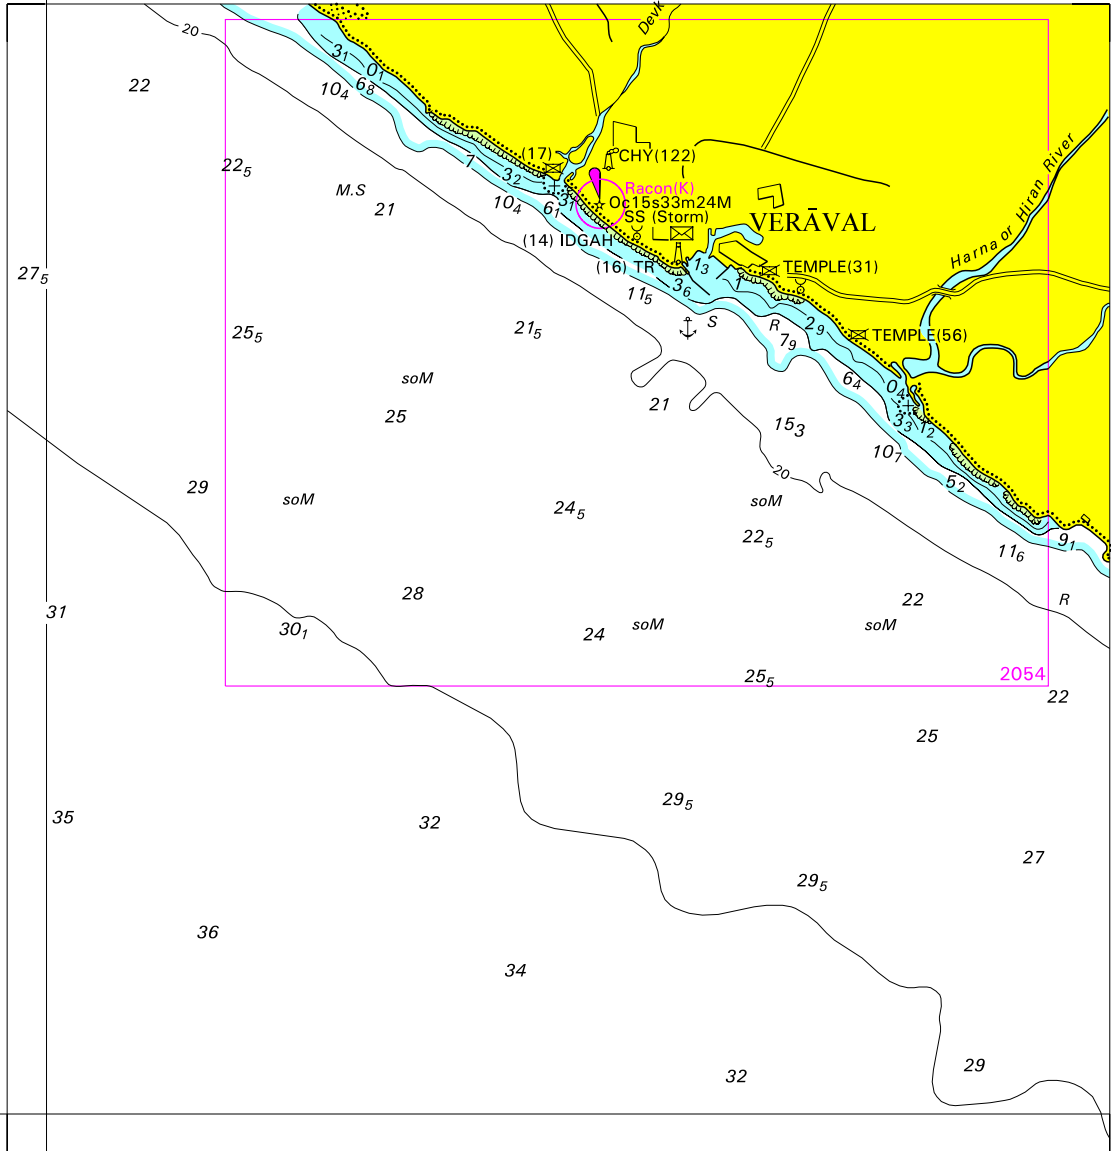 Devk
20
3₁
0₁
22
10₄
6₈
22₅
7
(17)
CHY(122)
3₂
M.S
21
10₄
6₁
3₁
Racon(K)
Oc15s33m24M
SS (Storm)
VERĀVAL
Harna or Hiran River
(14) IDGAH
27₅
(16) TR
1₃
TEMPLE(31)
11₅
3₆
1
25₅
21₅
S
R
2₉
7₉
TEMPLE(56)
soM
6₄
0₄
25
21
15₃
3₃
1₂
10₇
20
29
soM
24₅
soM
5₂
22₅
9₁
11₆
28
22
R
31
30₁
24
soM
soM
25₅
2054
22
25
35
32
29₅
27
29₅
36
34
29
32